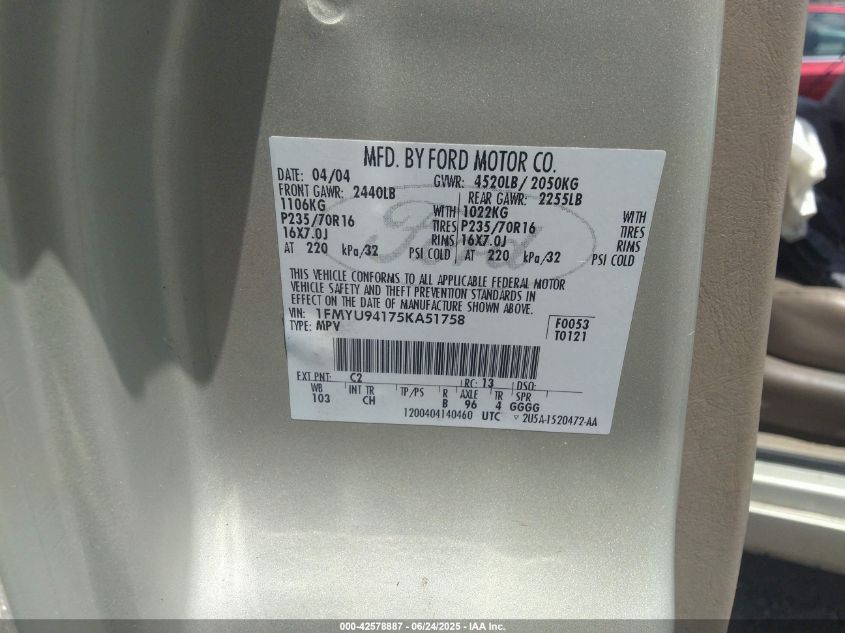 MFD. BY FORD MOTOR CO.
DATE: 04/04 GVWR: 4520LB/ 2050KG
FRONT GAWR: 2440LB REAR GAWR: 2255LB
1106KG WITH 1022KG WITH
P235/70R16 TIRES P235/70R16 TIRES
16X7.0J RIMS 16X7.0J RIMS
AT 220 kPa/32 PSI COLD AT 220 kPa/32 PSI COLD
Ford
THIS VEHICLE CONFORMS TO ALL APPLICABLE FEDERAL MOTOR
VEHICLE SAFETY AND THEFT PREVENTION STANDARDS IN
EFFECT ON THE DATE OF MANUFACTURE SHOWN ABOVE.
VIN: 1FMYU94175KA51758 F0053
TYPE: MPV T0121
EXT PNT: C2 RC: 13 DSO:
WB INT TR TP/PS R AXLE TR SPR
103 CH B 96 4 GGGG
1200404140460 UTC 2U5A-1520472-AA
000-42578887 - 06/24/2025 - IAA Inc.